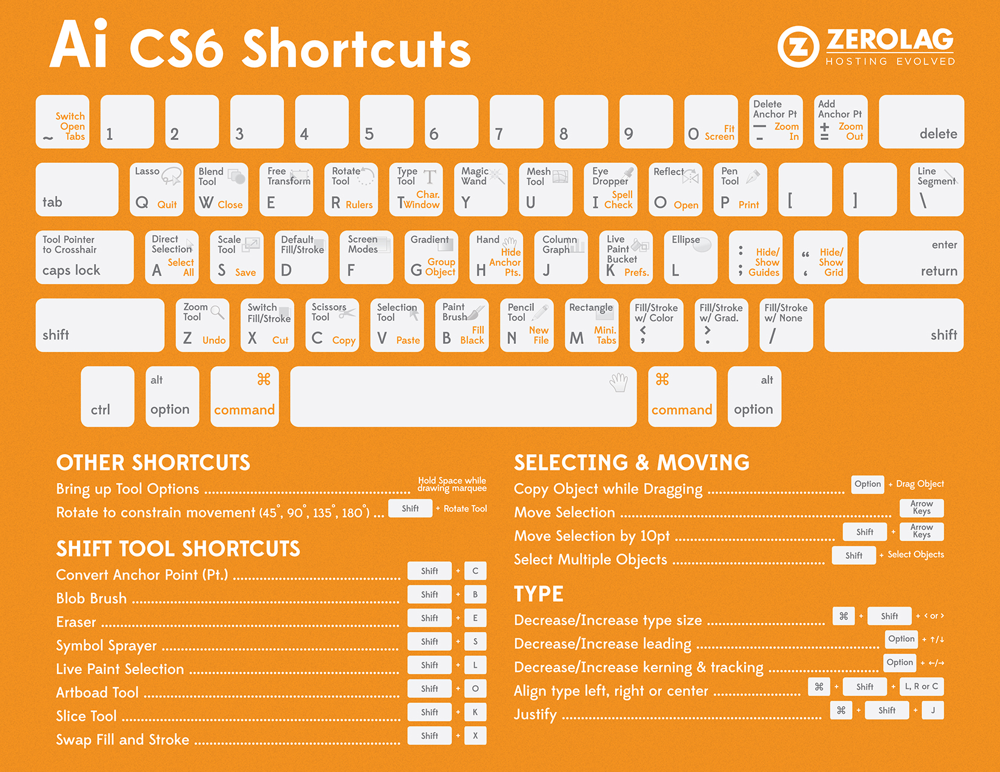 Ai CS6 Shortcuts
ZEROLAG
HOSTING EVOLVED
Switch
Open
Tabs
~
1
2
3
4
5
6
7
8
9
0 Fit
Screen
Delete
Anchor Pt
— Zoom
- In
Add
Anchor Pt
+ Zoom
= Out
delete
tab
Lasso
Q Quit
Blend
Tool
W Close
Free
Transform
E
Rotate
Tool
R Rulers
Type
Tool T
Char.
T Window
Magic
Wand
Y
Mesh
Tool
U
Eye
Dropper
Spell
I Check
Reflect
O Open
Pen
Tool
P Print
[
]
Line
Segment
\
Tool Pointer
to Crosshair
caps lock
Direct
Selection
Select
A All
Scale
Tool
S Save
Default
Fill/Stroke
D
Screen
Modes
F
Gradient
Group
G Object
Hand
Hide
Anchor
H Pts.
Column
Graph
J
Live
Paint
Bucket
K Prefs.
Ellipse
L
: Hide/
Show
; Guides
“ Hide/
Show
‘ Grid
enter
return
shift
Zoom
Tool
Z Undo
Switch
Fill/Stroke
X Cut
Scissors
Tool
C Copy
Selection
Tool
V Paste
Paint
Brush
Fill
B Black
Pencil
Tool
New
N File
Rectangle
Mini.
M Tabs
Fill/Stroke
w/ Color
<
;
Fill/Stroke
w/ Grad.
>
.
Fill/Stroke
w/ None
/
shift
ctrl
alt
option
⌘
command
⌘
command
alt
option
OTHER SHORTCUTS
Bring up Tool Options ........ Hold Space while
drawing marquee
Rotate to constrain movement (45°, 90°, 135°, 180°) ... Shift + Rotate Tool
SHIFT TOOL SHORTCUTS
Convert Anchor Point (Pt.) ........ Shift + C
Blob Brush ........ Shift + B
Eraser ........ Shift + E
Symbol Sprayer ........ Shift + S
Live Paint Selection ........ Shift + L
Artboad Tool ........ Shift + O
Slice Tool ........ Shift + K
Swap Fill and Stroke ........ Shift + X
SELECTING & MOVING
Copy Object while Dragging ........ Option + Drag Object
Move Selection ........ Arrow
Keys
Move Selection by 10pt ........ Shift + Arrow
Keys
Select Multiple Objects ........ Shift + Select Objects
TYPE
Decrease/Increase type size ........ ⌘ + Shift + < or >
Decrease/Increase leading ........ Option + ↑/↓
Decrease/Increase kerning & tracking ........ Option + ←/→
Align type left, right or center ........ ⌘ + Shift + L, R or C
Justify ........ ⌘ + Shift + J